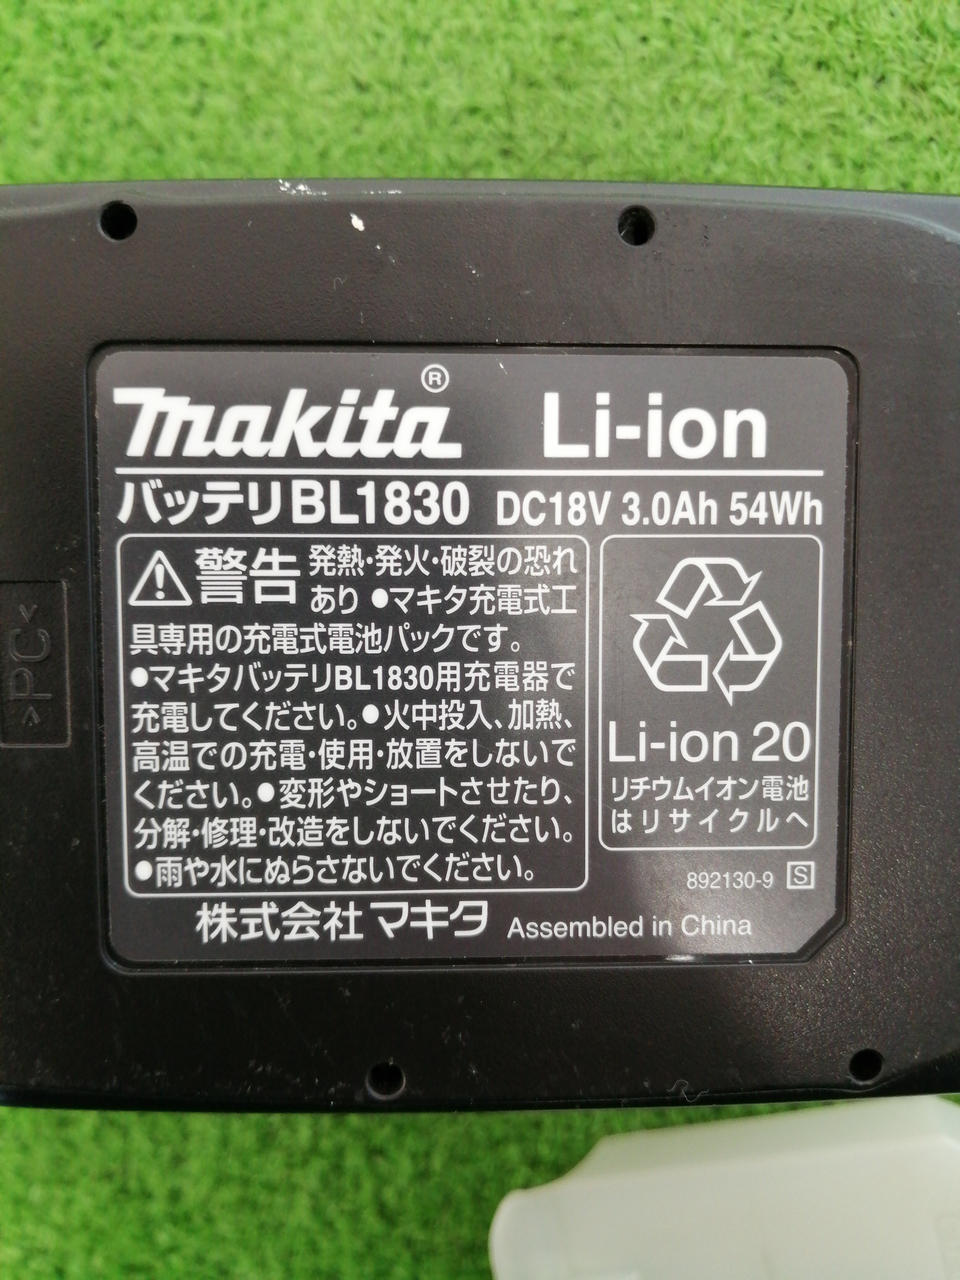 makita® Li-ion
バッテリBL1830 DC18V 3.0Ah 54Wh
警告 発熱・発火・破裂の恐れ
あり ●マキタ充電式工
具専用の充電式電池パックです。
●マキタバッテリBL1830用充電器で
充電してください。●火中投入、加熱、
高温での充電・使用・放置をしないで
ください。●変形やショートさせたり、
分解・修理・改造をしないでください。
●雨や水にぬらさないでください。
Li-ion 20
リチウムイオン電池
はリサイクルへ
892130-9 S
株式会社マキタ Assembled in China
>PC<